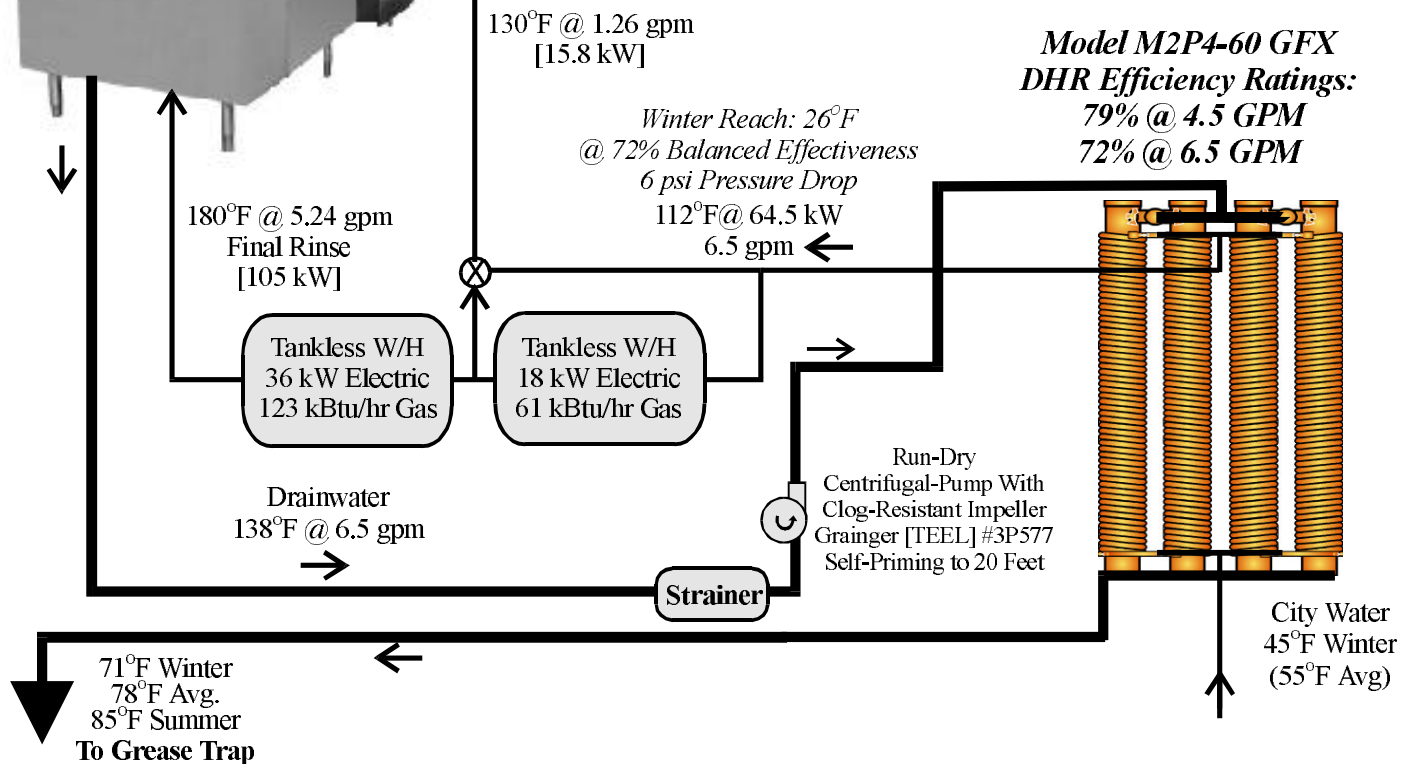 130°F @ 1.26 gpm
[15.8 kW]
Model M2P4-60 GFX
DHR Efficiency Ratings:
79% @ 4.5 GPM
72% @ 6.5 GPM
Winter Reach: 26°F
@ 72% Balanced Effectiveness
6 psi Pressure Drop
112°F@ 64.5 kW
6.5 gpm
180°F @ 5.24 gpm
Final Rinse
[105 kW]
X
Tankless W/H
36 kW Electric
123 kBtu/hr Gas
Tankless W/H
18 kW Electric
61 kBtu/hr Gas
Run-Dry
Centrifugal-Pump With
Clog-Resistant Impeller
Grainger [TEEL] #3P577
Self-Priming to 20 Feet
Drainwater
138°F @ 6.5 gpm
Strainer
City Water
45°F Winter
(55°F Avg)
71°F Winter
78°F Avg.
85°F Summer
To Grease Trap